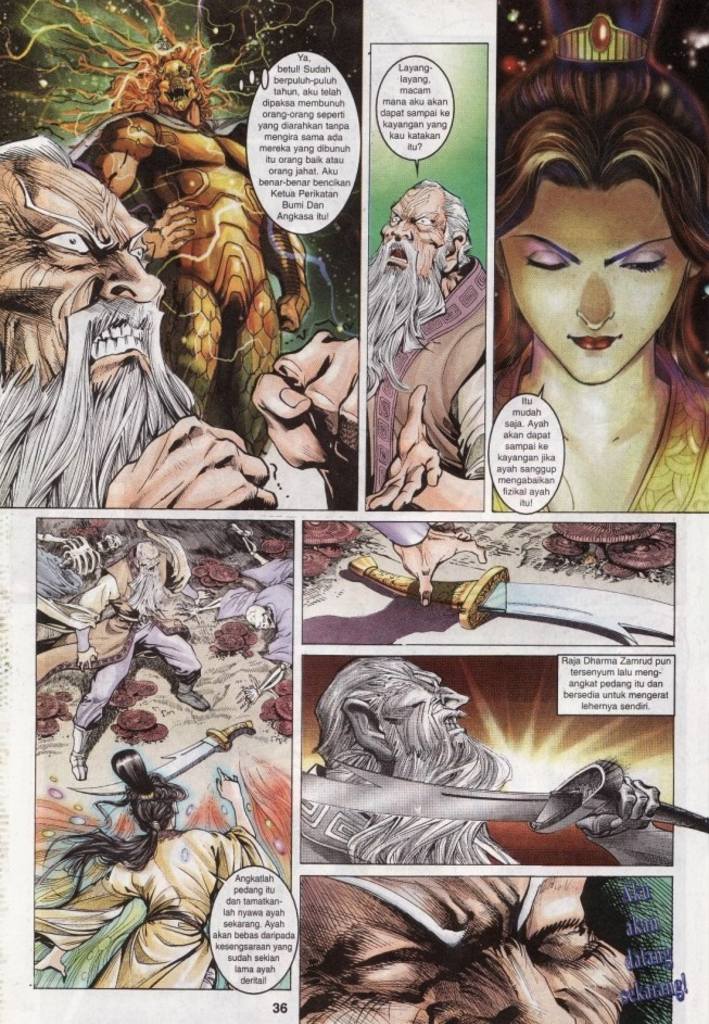 Ya,
betul! Sudah
berpuluh-puluh
tahun, aku telah
dipaksa membunuh
orang-orang seperti
yang diarahkan tanpa
mengira sama ada
mereka yang dibunuh
itu orang baik atau
orang jahat. Aku
benar-benar bencikan
Ketua Perikatan
Bumi Dan
Angkasa itu!
Layang-
layang,
macam
mana aku akan
dapat sampai ke
kayangan yang
kau katakan
itu?
Itu
mudah
saja. Ayah
akan dapat
sampai ke
kayangan jika
ayah sanggup
mengabaikan
fizikal ayah
ini.
Angkatlah
pedang itu
dan tamatkan-
lah nyawa ayah
sekarang. Ayah
akan bebas daripada
kesengsaraan yang
sudah sekian
lama ayah
deritai!
Raja Dharma Zamrud pun
tersenyum lalu meng-
angkat pedang itu dan
bersedia untuk mengerat
lehernya sendiri.
Aku
akan
datang
sekarang!
36